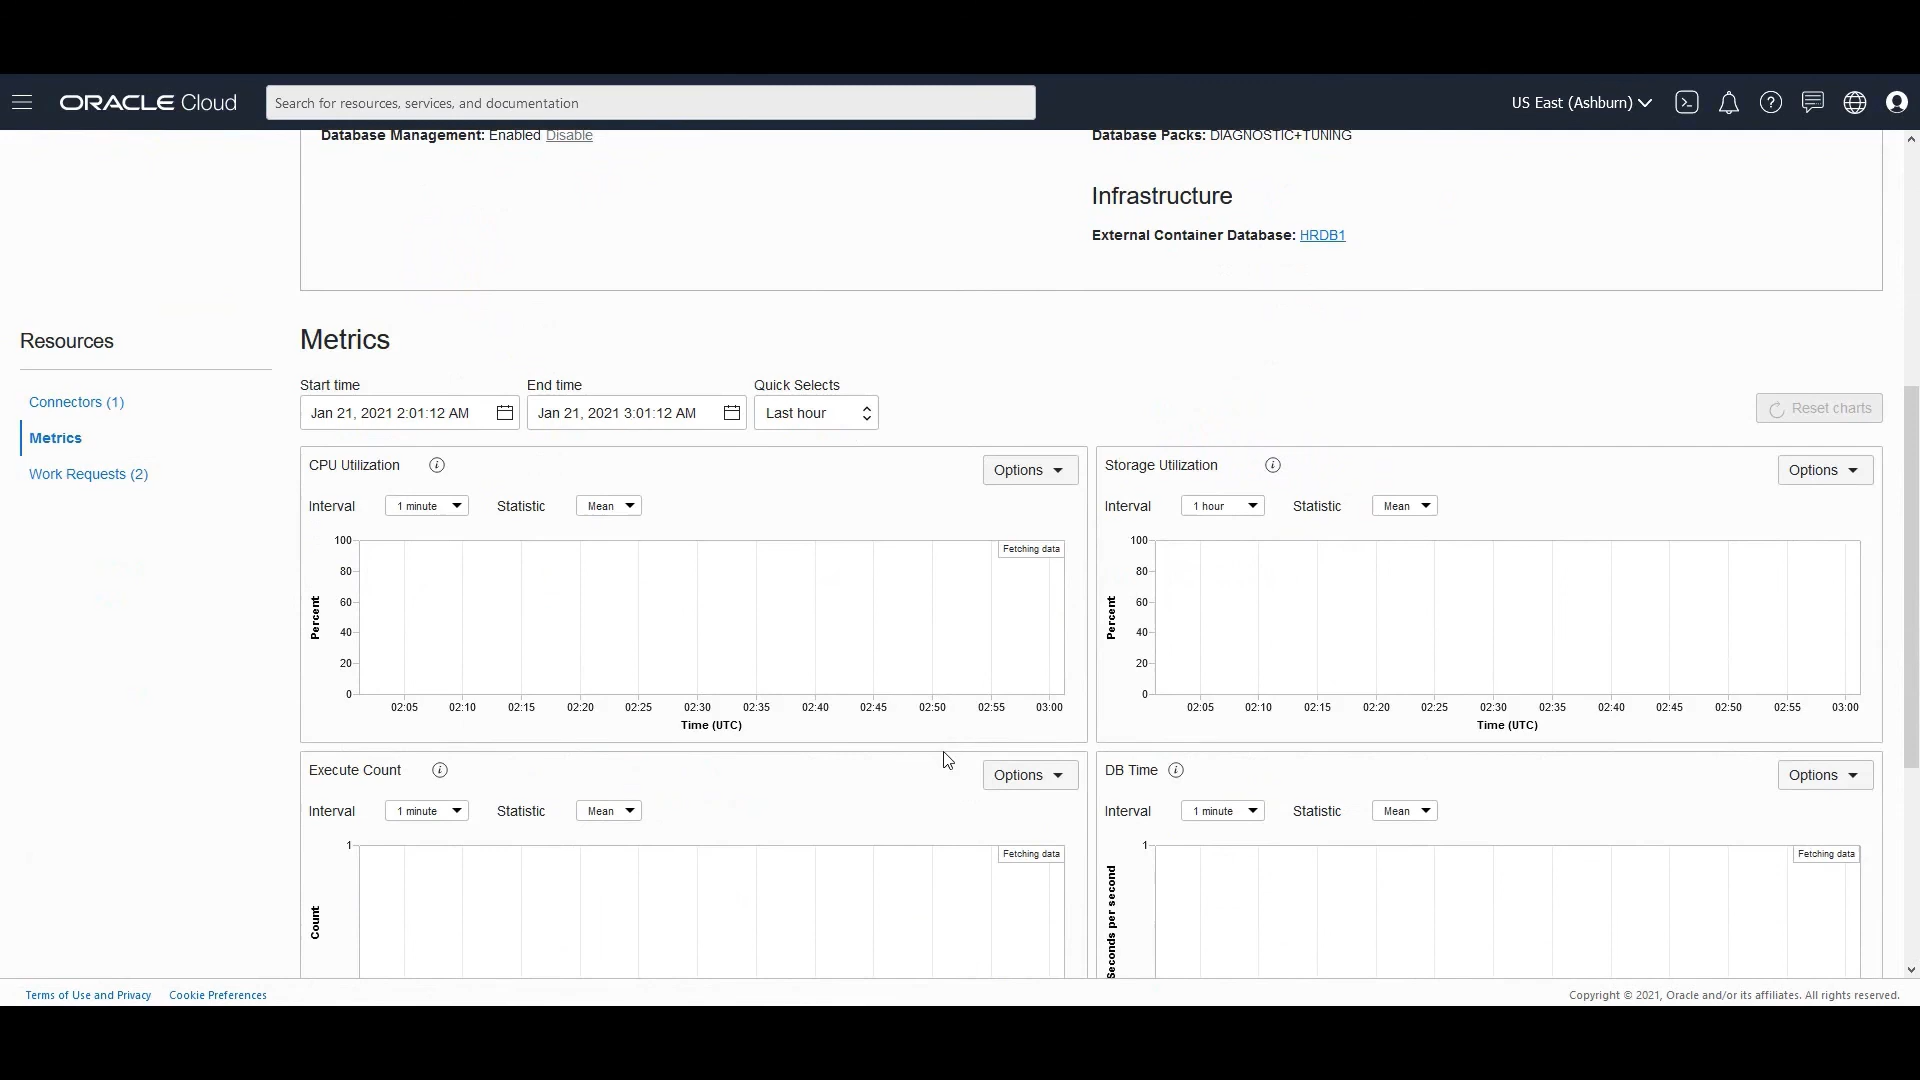 ORACLE Cloud
Search for resources, services, and documentation
US East (Ashburn)
Database Management: Enabled Disable
Database Packs: DIAGNOSTIC+TUNING
Infrastructure
External Container Database: HRDB1
Resources
Connectors (1)
Metrics
Work Requests (2)
Metrics
Start time
End time
Quick Selects
Jan 21, 2021 2:01:12 AM
Jan 21, 2021 3:01:12 AM
Last hour
Reset charts
CPU Utilization
Options
Interval
1 minute
Statistic
Mean
Fetching data
100
80
60
40
20
0
Percent
02:05 02:10 02:15 02:20 02:25 02:30 02:35 02:40 02:45 02:50 02:55 03:00
Time (UTC)
Storage Utilization
Options
Interval
1 hour
Statistic
Mean
100
80
60
40
20
0
Percent
02:05 02:10 02:15 02:20 02:25 02:30 02:35 02:40 02:45 02:50 02:55 03:00
Time (UTC)
Execute Count
Options
Interval
1 minute
Statistic
Mean
Fetching data
1
Count
DB Time
Options
Interval
1 minute
Statistic
Mean
Fetching data
1
Seconds per second
Terms of Use and Privacy
Cookie Preferences
Copyright © 2021, Oracle and/or its affiliates. All rights reserved.